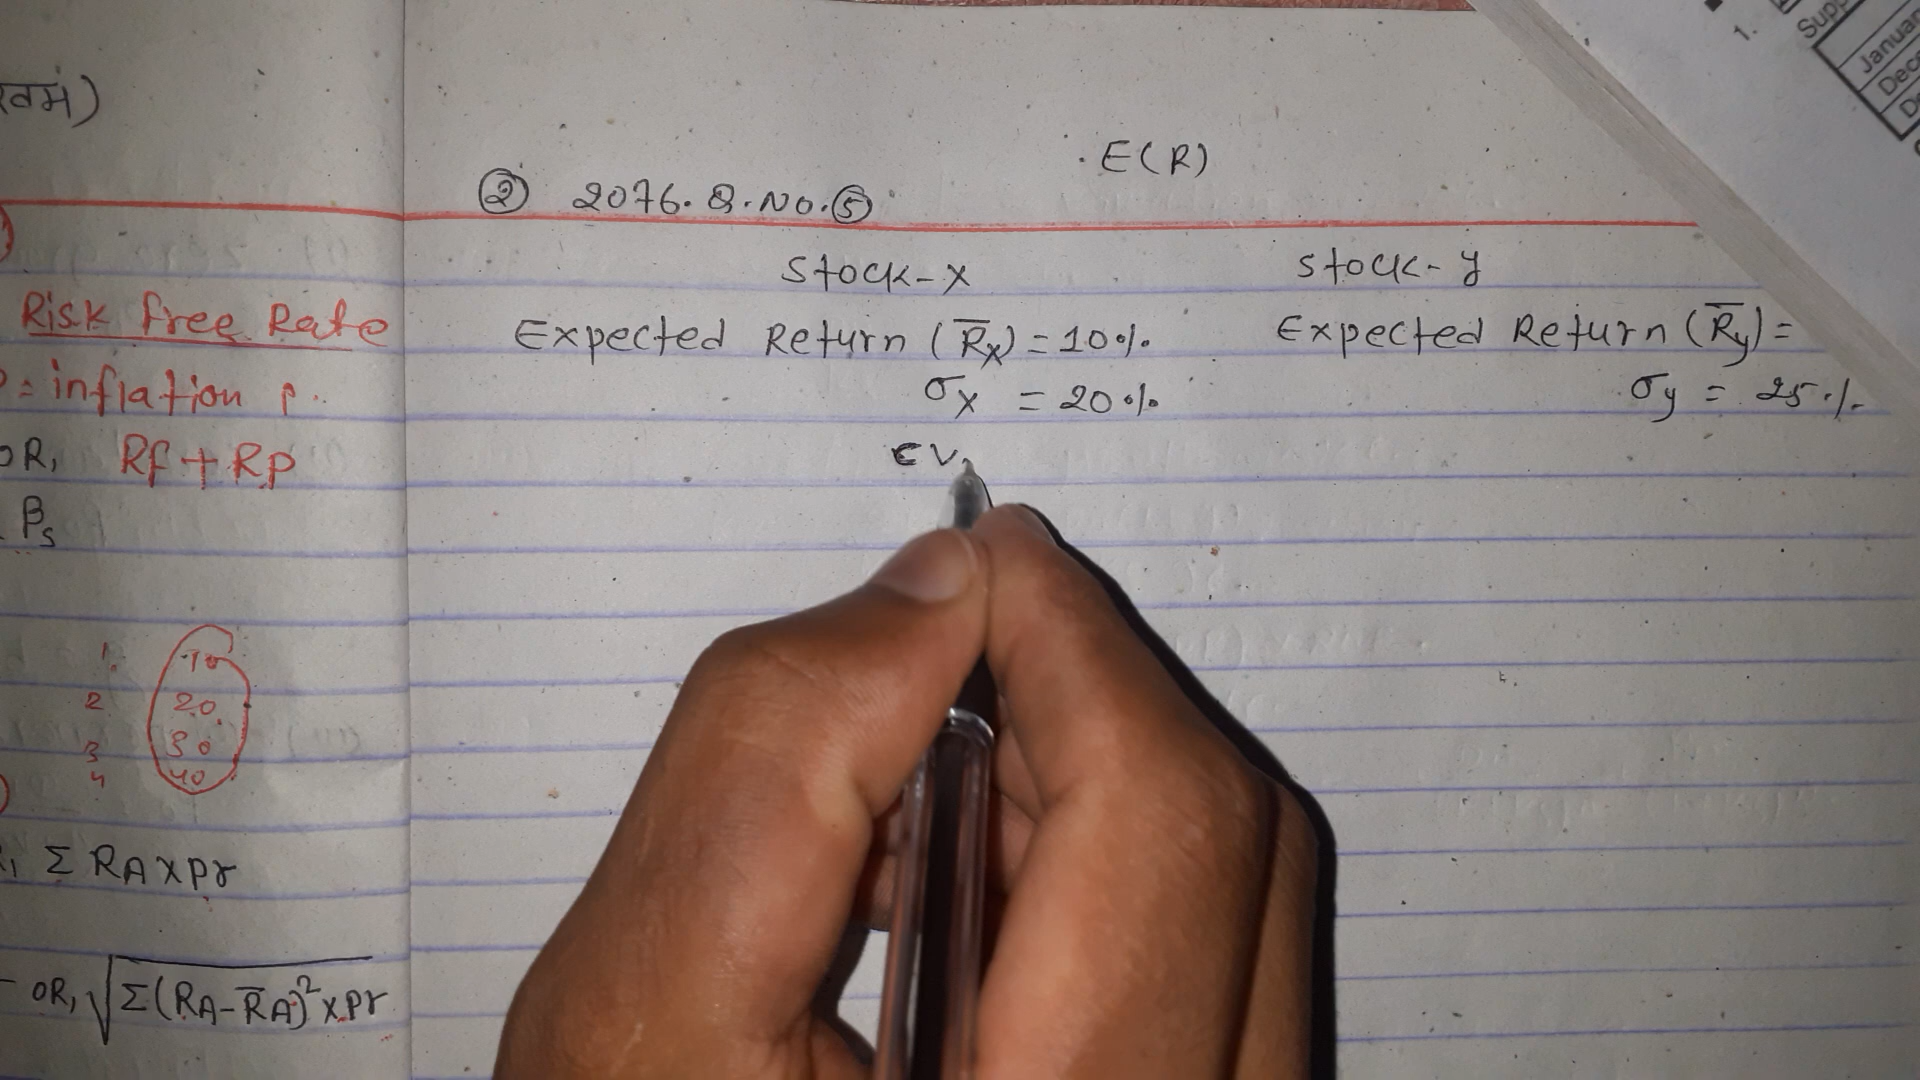 Risk free Rate
= inflation P..
OR, Rf + Rp
βs
1. 10
2 20
3 30
4 40
Σ RA x Pr
OR, √Σ(RA-R̅A)² x Pr
E(R)
② 2076. Q.No.⑤
Stock-x
Expected Return (R̅x) = 10%
σx = 20%
CV
Stock-y
Expected Return (R̅y) =
σy = 25%
1.
Supp
Januar
Dec